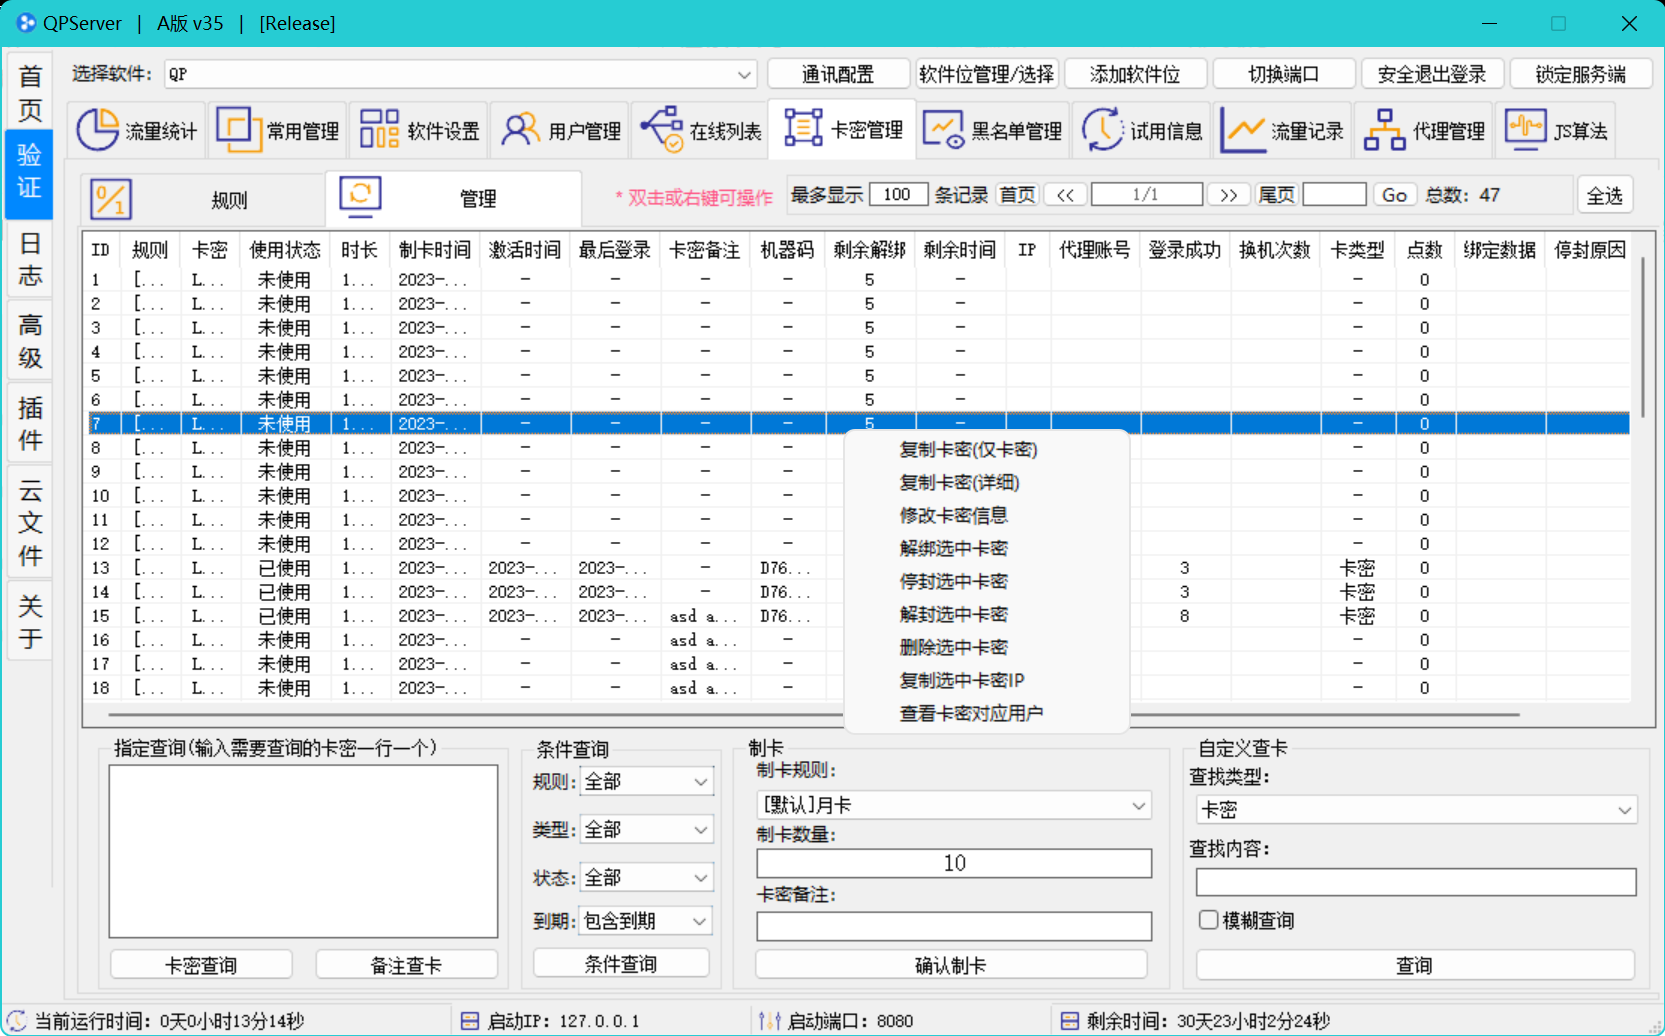 QPServer | A版 v35 | [Release]
首页
验证
日志
高级
插件
云文件
关于
选择软件: QP 通讯配置 软件位管理/选择 添加软件位 切换端口 安全退出登录 锁定服务端
流量统计 常用管理 软件设置 用户管理 在线列表 卡密管理 黑名单管理 试用信息 流量记录 代理管理 JS算法
规则 管理 * 双击或右键可操作 最多显示 100 条记录 首页 << 1/1 >> 尾页 Go 总数: 47 全选
ID 规则 卡密 使用状态 时长 制卡时间 激活时间 最后登录 卡密备注 机器码 剩余解绑 剩余时间 IP 代理账号 登录成功 换机次数 卡类型 点数 绑定数据 停封原因
1 [... L... 未使用 1... 2023-... - - - - 5 - - 0
2 [... L... 未使用 1... 2023-... - - - - 5 - - 0
3 [... L... 未使用 1... 2023-... - - - - 5 - - 0
4 [... L... 未使用 1... 2023-... - - - - 5 - - 0
5 [... L... 未使用 1... 2023-... - - - - 5 - - 0
6 [... L... 未使用 1... 2023-... - - - - 5 - - 0
7 [... L... 未使用 1... 2023-... - - - - 5 - - 0
8 [... L... 未使用 1... 2023-... - - - - - 0
9 [... L... 未使用 1... 2023-... - - - - - 0
10 [... L... 未使用 1... 2023-... - - - - - 0
11 [... L... 未使用 1... 2023-... - - - - - 0
12 [... L... 未使用 1... 2023-... - - - - - 0
13 [... L... 已使用 1... 2023-... 2023-... 2023-... - D76... 3 卡密 0
14 [... L... 已使用 1... 2023-... 2023-... 2023-... - D76... 3 卡密 0
15 [... L... 已使用 1... 2023-... 2023-... 2023-... asd a... D76... 8 卡密 0
16 [... L... 未使用 1... 2023-... - - asd a... - - 0
17 [... L... 未使用 1... 2023-... - - asd a... - - 0
18 [... L... 未使用 1... 2023-... - - asd a... - - 0
复制卡密(仅卡密)
复制卡密(详细)
修改卡密信息
解绑选中卡密
停封选中卡密
解封选中卡密
删除选中卡密
复制选中卡密IP
查看卡密对应用户
指定查询(输入需要查询的卡密一行一个)
卡密查询 备注查卡
条件查询
规则: 全部
类型: 全部
状态: 全部
到期: 包含到期
条件查询
制卡
制卡规则:
[默认]月卡
制卡数量:
10
卡密备注:
确认制卡
自定义查卡
查找类型:
卡密
查找内容:
模糊查询
查询
当前运行时间: 0天0小时13分14秒 启动IP: 127.0.0.1 启动端口: 8080 剩余时间: 30天23小时2分24秒